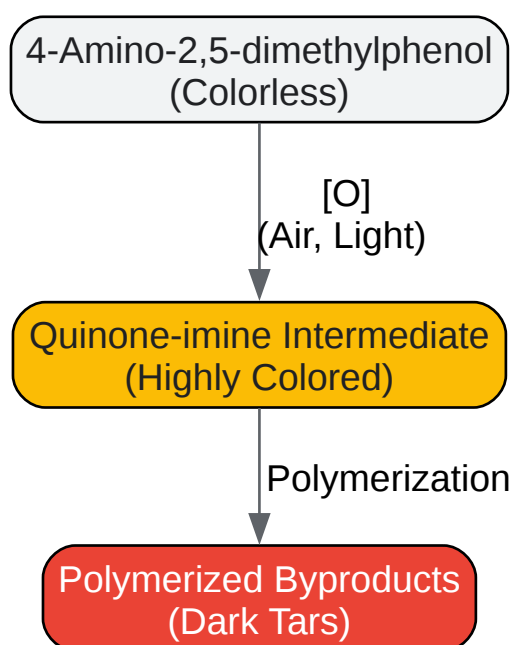 4-Amino-2,5-dimethylphenol
(Colorless)
[O]
(Air, Light)
Quinone-imine Intermediate
(Highly Colored)
Polymerization
Polymerized Byproducts
(Dark Tars)